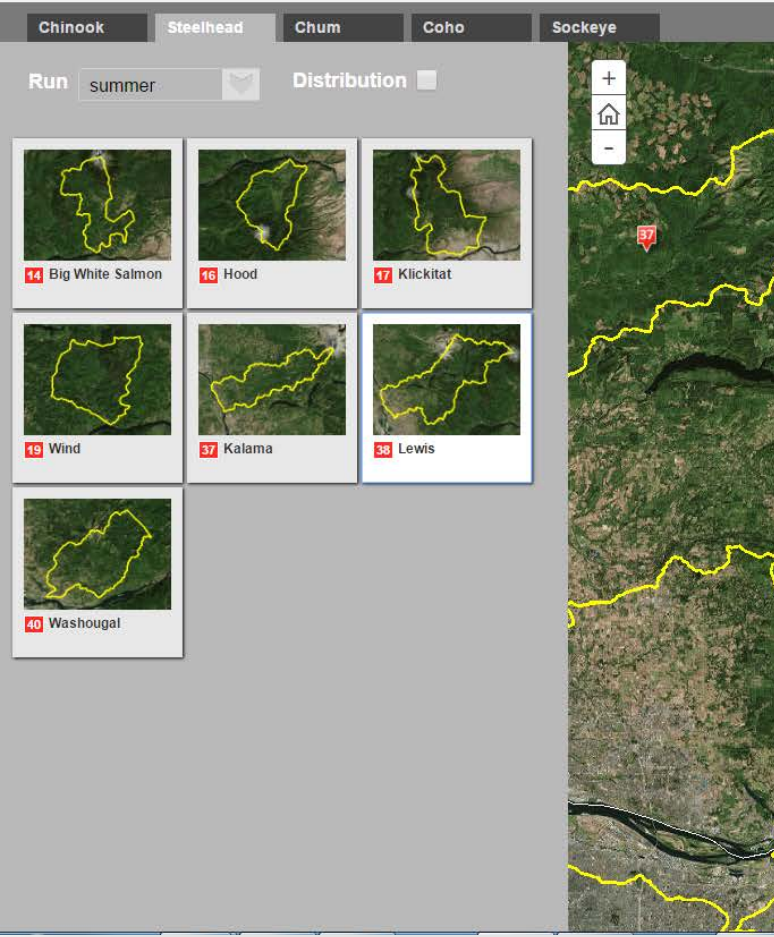 Chinook Steelhead Chum Coho Sockeye
Run summer Distribution
+
-
37
14 Big White Salmon 16 Hood 17 Klickitat
19 Wind 37 Kalama 38 Lewis
40 Washougal